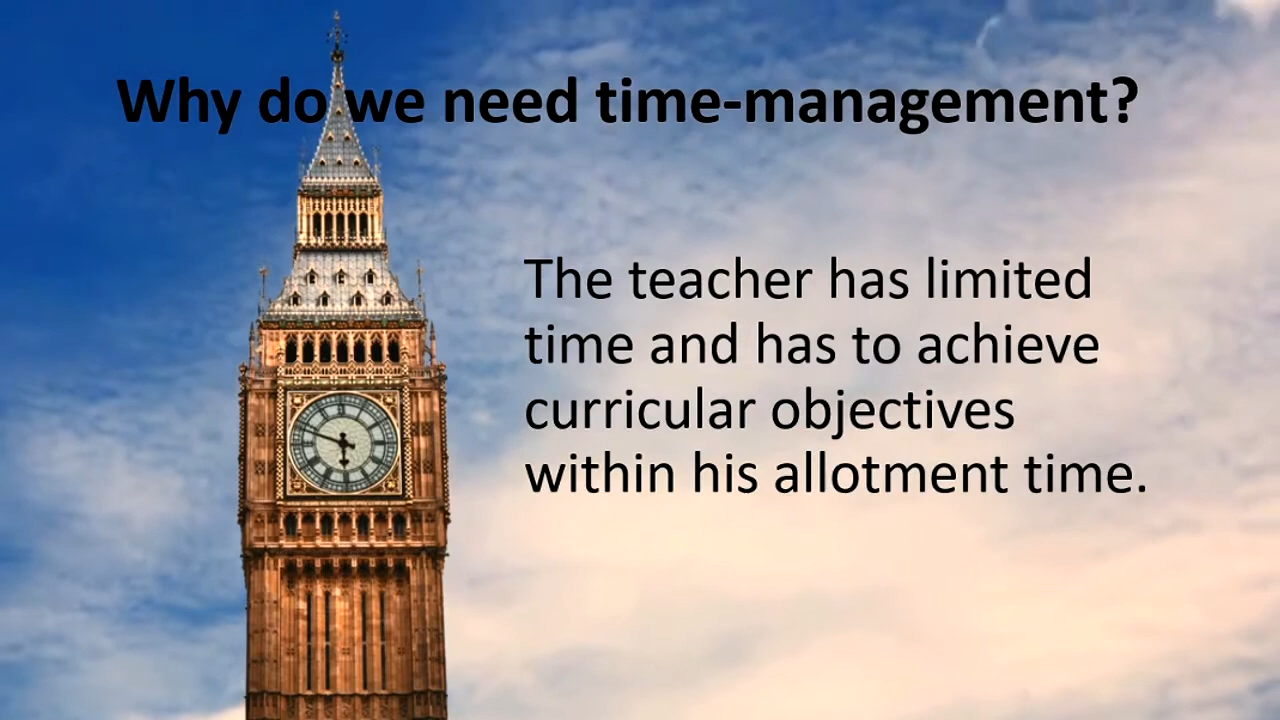 Why do we need time-management?
The teacher has limited
time and has to achieve
curricular objectives
within his allotment time.